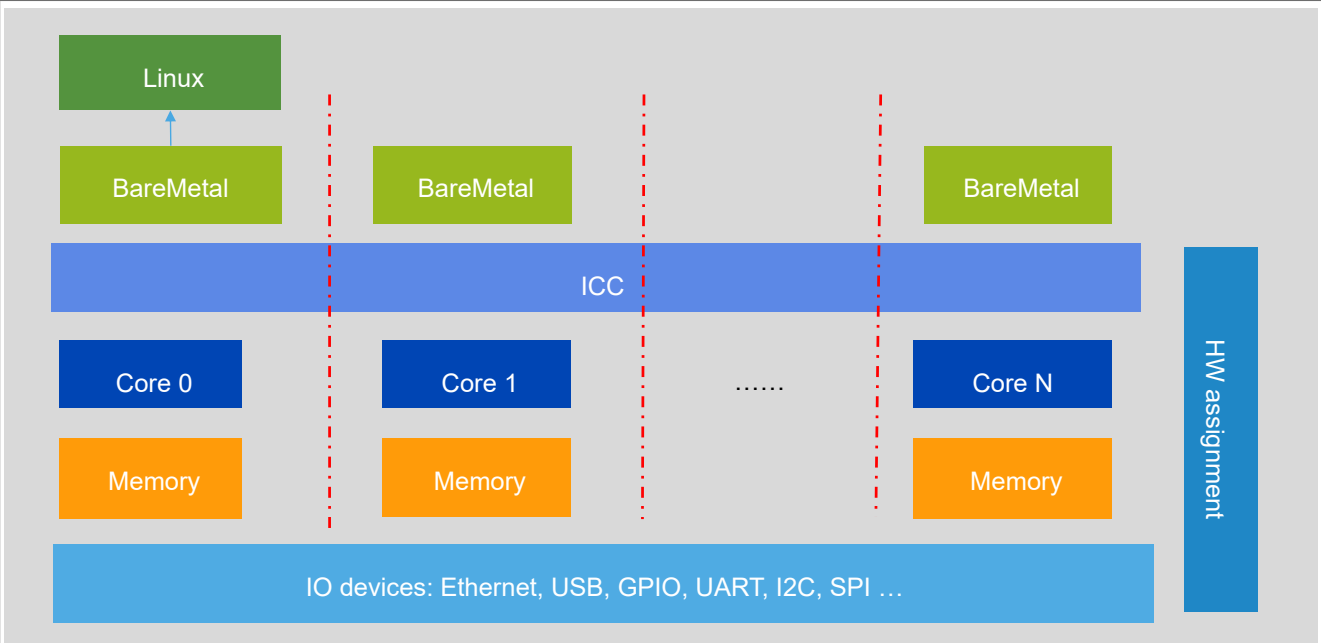 Linux
BareMetal
BareMetal
BareMetal
ICC
Core 0
Core 1
......
Core N
Memory
Memory
Memory
HW assignment
IO devices: Ethernet, USB, GPIO, UART, I2C, SPI …